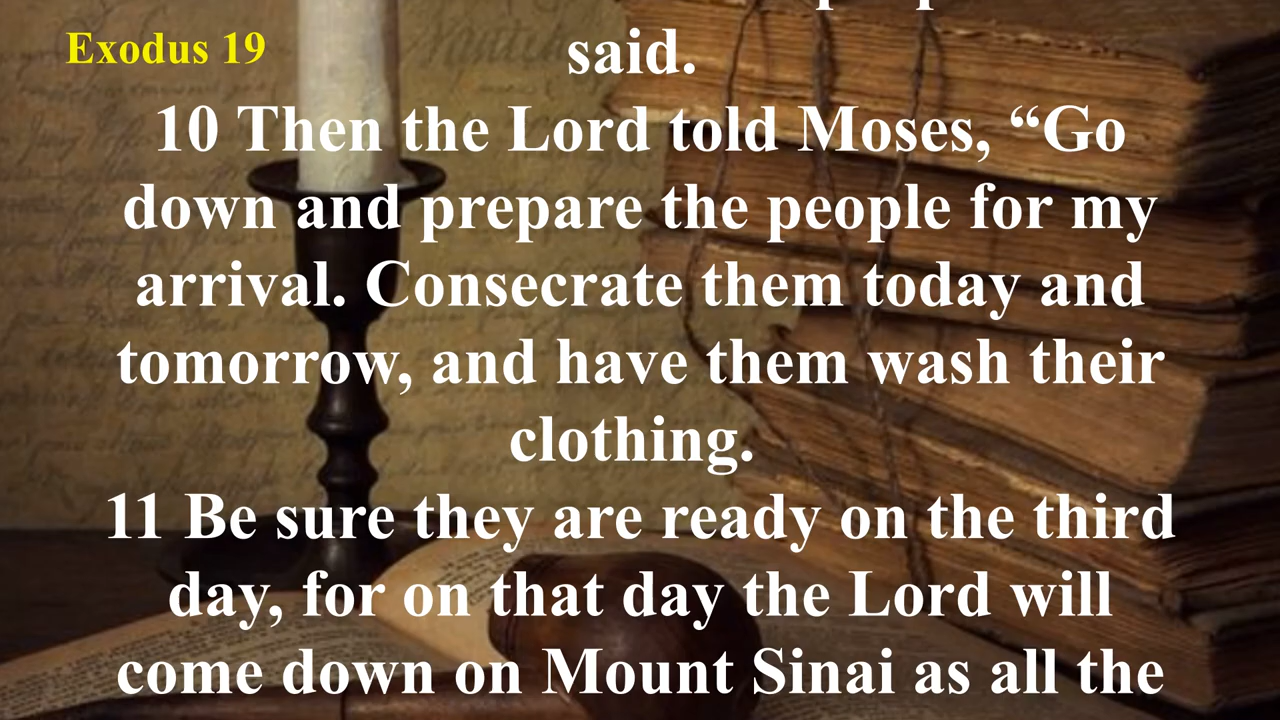 Exodus 19
said.
10 Then the Lord told Moses, “Go
down and prepare the people for my
arrival. Consecrate them today and
tomorrow, and have them wash their
clothing.
11 Be sure they are ready on the third
day, for on that day the Lord will
come down on Mount Sinai as all the